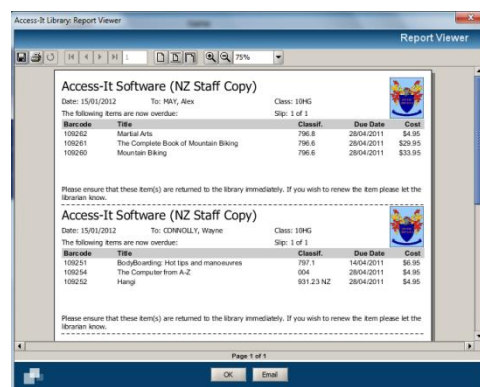 Access-It Library: Report Viewer
Report Viewer
1
75%
Access-It Software (NZ Staff Copy)
Date: 15/01/2012 To: MAY, Alex Class: 10HG
The following items are now overdue: Slip: 1 of 1
Barcode Title Classif. Due Date Cost
109262 Martial Arts 796.8 28/04/2011 $4.95
109261 The Complete Book of Mountain Biking 796.6 28/04/2011 $29.95
109260 Mountain Biking 796.6 28/04/2011 $33.95
Please ensure that these item(s) are returned to the library immediately. If you wish to renew the item please let the
librarian know.
Access-It Software (NZ Staff Copy)
Date: 15/01/2012 To: CONNOLLY, Wayne Class: 10HG
The following items are now overdue: Slip: 1 of 1
Barcode Title Classif. Due Date Cost
109251 BodyBoarding: Hot tips and manoeuvres 797.1 14/04/2011 $6.95
109254 The Computer from A-Z 004 28/04/2011 $4.95
109252 Hangi 931.23 NZ 28/04/2011 $4.95
Please ensure that these item(s) are returned to the library immediately. If you wish to renew the item please let the
librarian know.
Page 1 of 1
OK Email